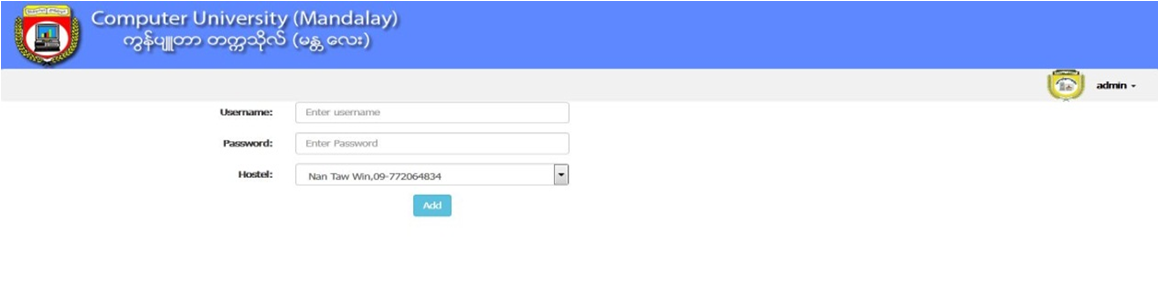 Computer University (Mandalay)
ကွန်ပျူတာ တက္ကသိုလ် (မန္တလေး)
admin
Username: Enter username
Password: Enter Password
Hostel: Nan Taw Win,09-772064834
Add